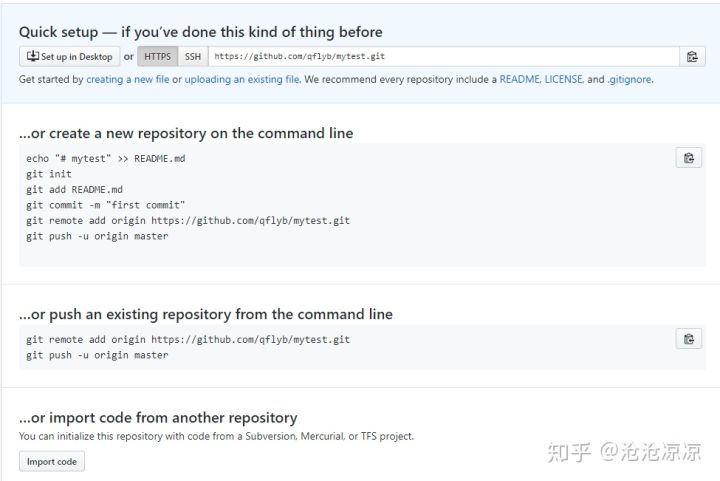 Quick setup — if you’ve done this kind of thing before
Set up in Desktop or HTTPS SSH https://github.com/qflyb/mytest.git
Get started by creating a new file or uploading an existing file. We recommend every repository include a README, LICENSE, and .gitignore.
…or create a new repository on the command line
echo "# mytest" >> README.md
git init
git add README.md
git commit -m "first commit"
git remote add origin https://github.com/qflyb/mytest.git
git push -u origin master
…or push an existing repository from the command line
git remote add origin https://github.com/qflyb/mytest.git
git push -u origin master
…or import code from another repository
You can initialize this repository with code from a Subversion, Mercurial, or TFS project.
Import code
知乎 @沧沧凉凉